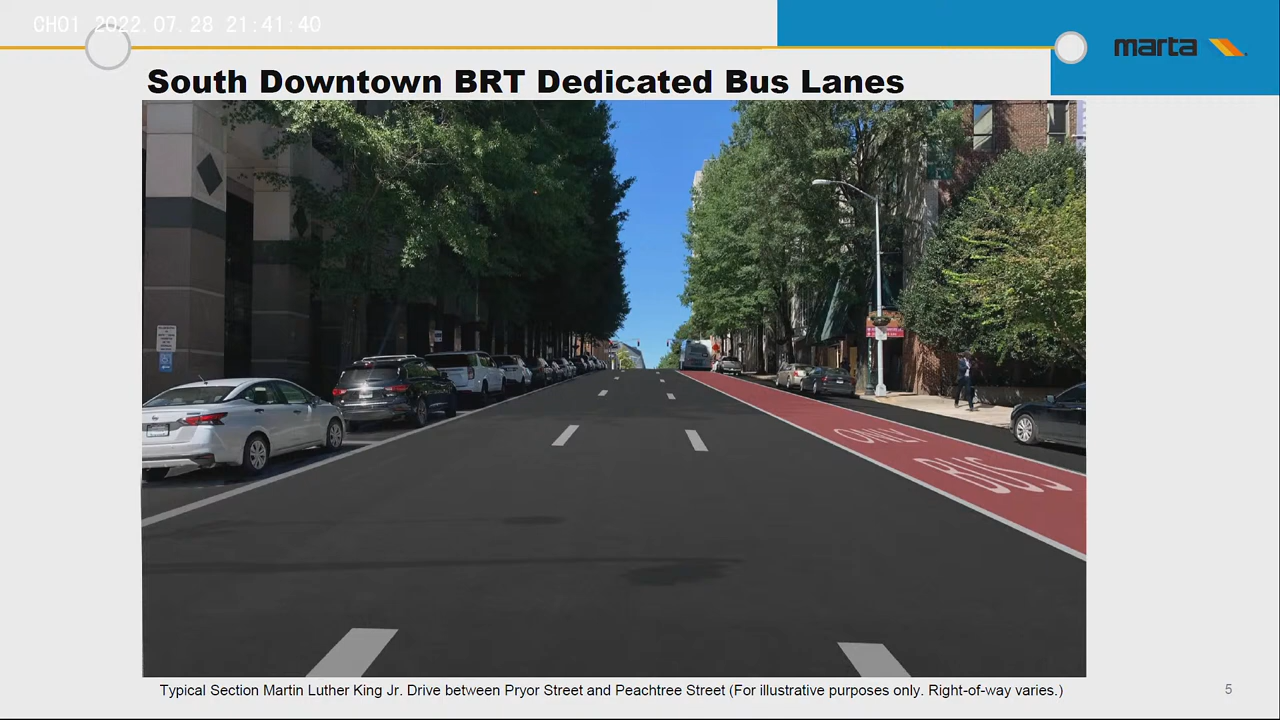 CH01 2022.07.28 21:41:40
marta
South Downtown BRT Dedicated Bus Lanes
ONLY
BUS
Typical Section Martin Luther King Jr. Drive between Pryor Street and Peachtree Street (For illustrative purposes only. Right-of-way varies.)
5